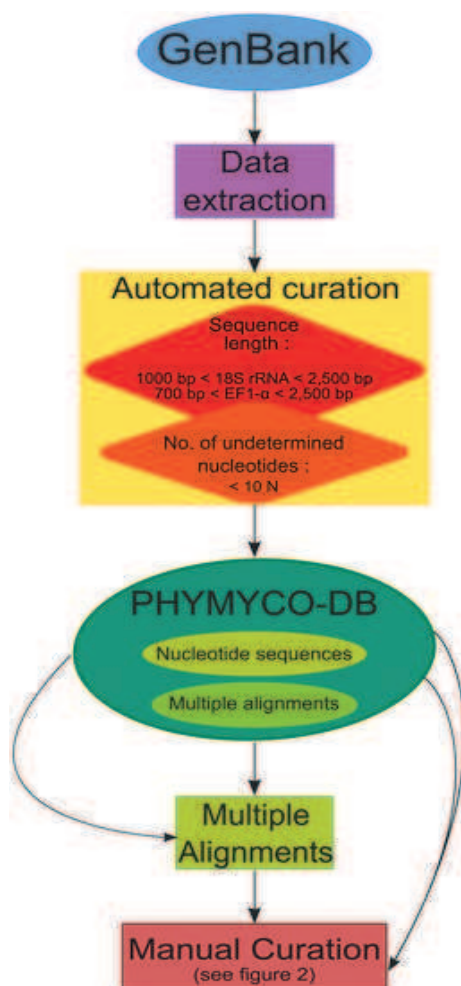 GenBank
Data
extraction
Automated curation
Sequence
length :
1000 bp < 18S rRNA < 2,500 bp
700 bp < EF1-α < 2,500 bp
No. of undetermined
nucleotides :
< 10 N
PHYMYCO-DB
Nucleotide sequences
Multiple alignments
Multiple
Alignments
Manual Curation
(see figure 2)